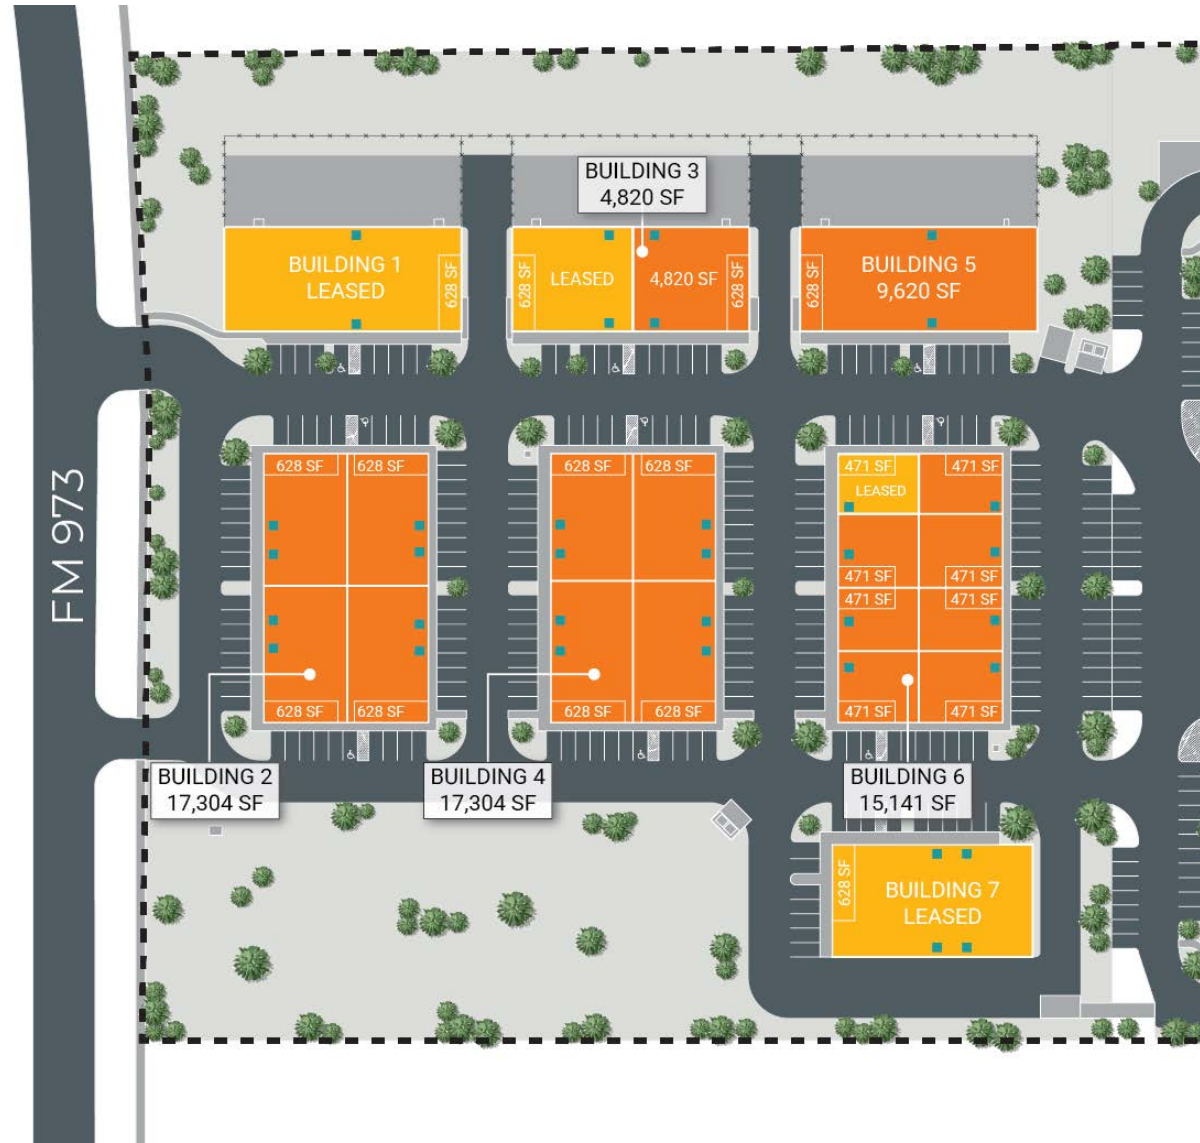 BUILDING 3
4,820 SF
BUILDING 1
LEASED
628 SF
628 SF
LEASED
4,820 SF
628 SF
628 SF
BUILDING 5
9,620 SF
FM 973
628 SF
628 SF
628 SF
628 SF
471 SF
471 SF
LEASED
471 SF
471 SF
471 SF
471 SF
628 SF
628 SF
628 SF
628 SF
471 SF
471 SF
BUILDING 2
17,304 SF
BUILDING 4
17,304 SF
BUILDING 6
15,141 SF
628 SF
BUILDING 7
LEASED